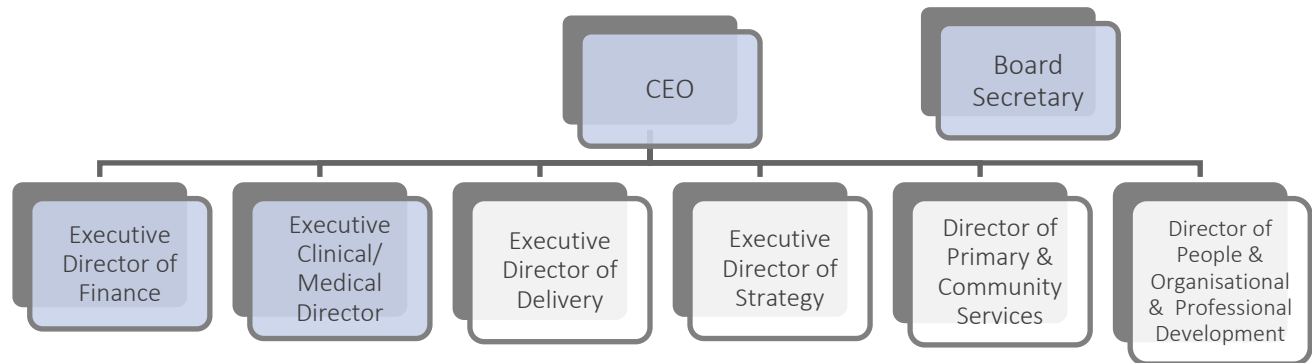 CEO
Board
Secretary
Executive
Director of
Finance
Executive
Clinical/
Medical
Director
Executive
Director of
Delivery
Executive
Director of
Strategy
Director of
Primary &
Community
Services
Director of
People &
Organisational
& Professional
Development